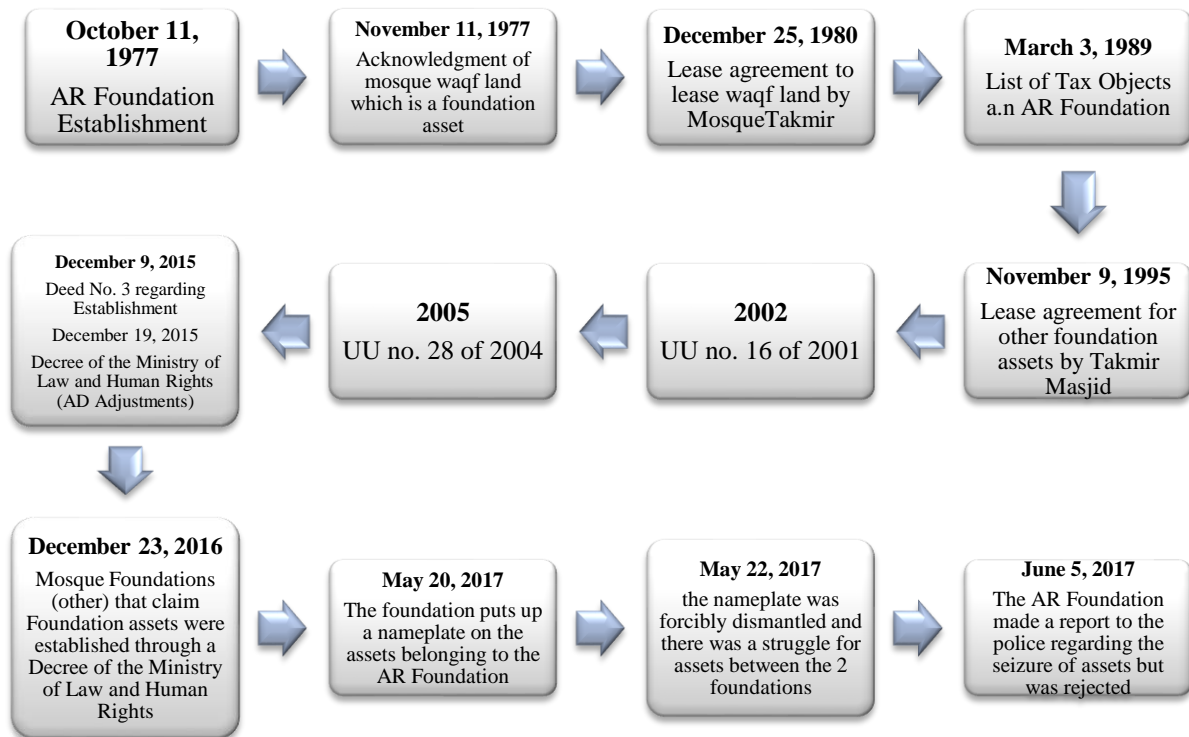 October 11,
1977
AR Foundation
Establishment
November 11, 1977
Acknowledgment of
mosque waqf land
which is a foundation
asset
December 25, 1980
Lease agreement to
lease waqf land by
MosqueTakmir
March 3, 1989
List of Tax Objects
a.n AR Foundation
November 9, 1995
Lease agreement for
other foundation
assets by Takmir
Masjid
2002
UU no. 16 of 2001
2005
UU no. 28 of 2004
December 9, 2015
Deed No. 3 regarding
Establishment
December 19, 2015
Decree of the Ministry of
Law and Human Rights
(AD Adjustments)
December 23, 2016
Mosque Foundations
(other) that claim
Foundation assets were
established through a
Decree of the Ministry
of Law and Human
Rights
May 20, 2017
The foundation puts up
a nameplate on the
assets belonging to the
AR Foundation
May 22, 2017
the nameplate was
forcibly dismantled and
there was a struggle for
assets between the 2
foundations
June 5, 2017
The AR Foundation
made a report to the
police regarding the
seizure of assets but
was rejected